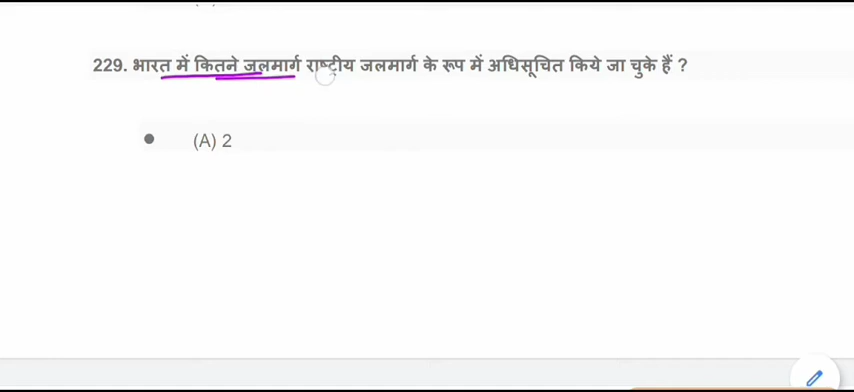 229. भारत में कितने जलमार्ग राष्ट्रीय जलमार्ग के रूप में अधिसूचित किये जा चुके हैं ?
(A) 2